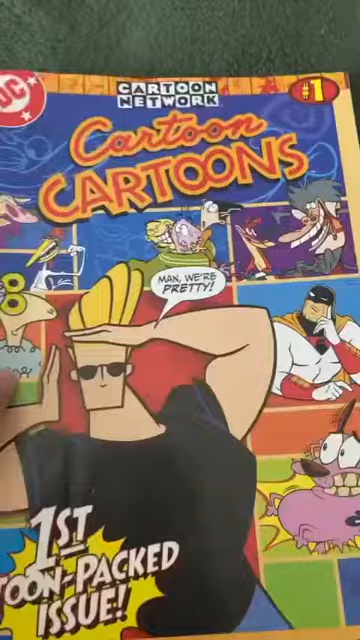 DC
CARTOON
NETWORK
#1
Cartoon
CARTOONS
MAN, WE'RE
PRETTY!
1ST
TOON-PACKED
ISSUE!